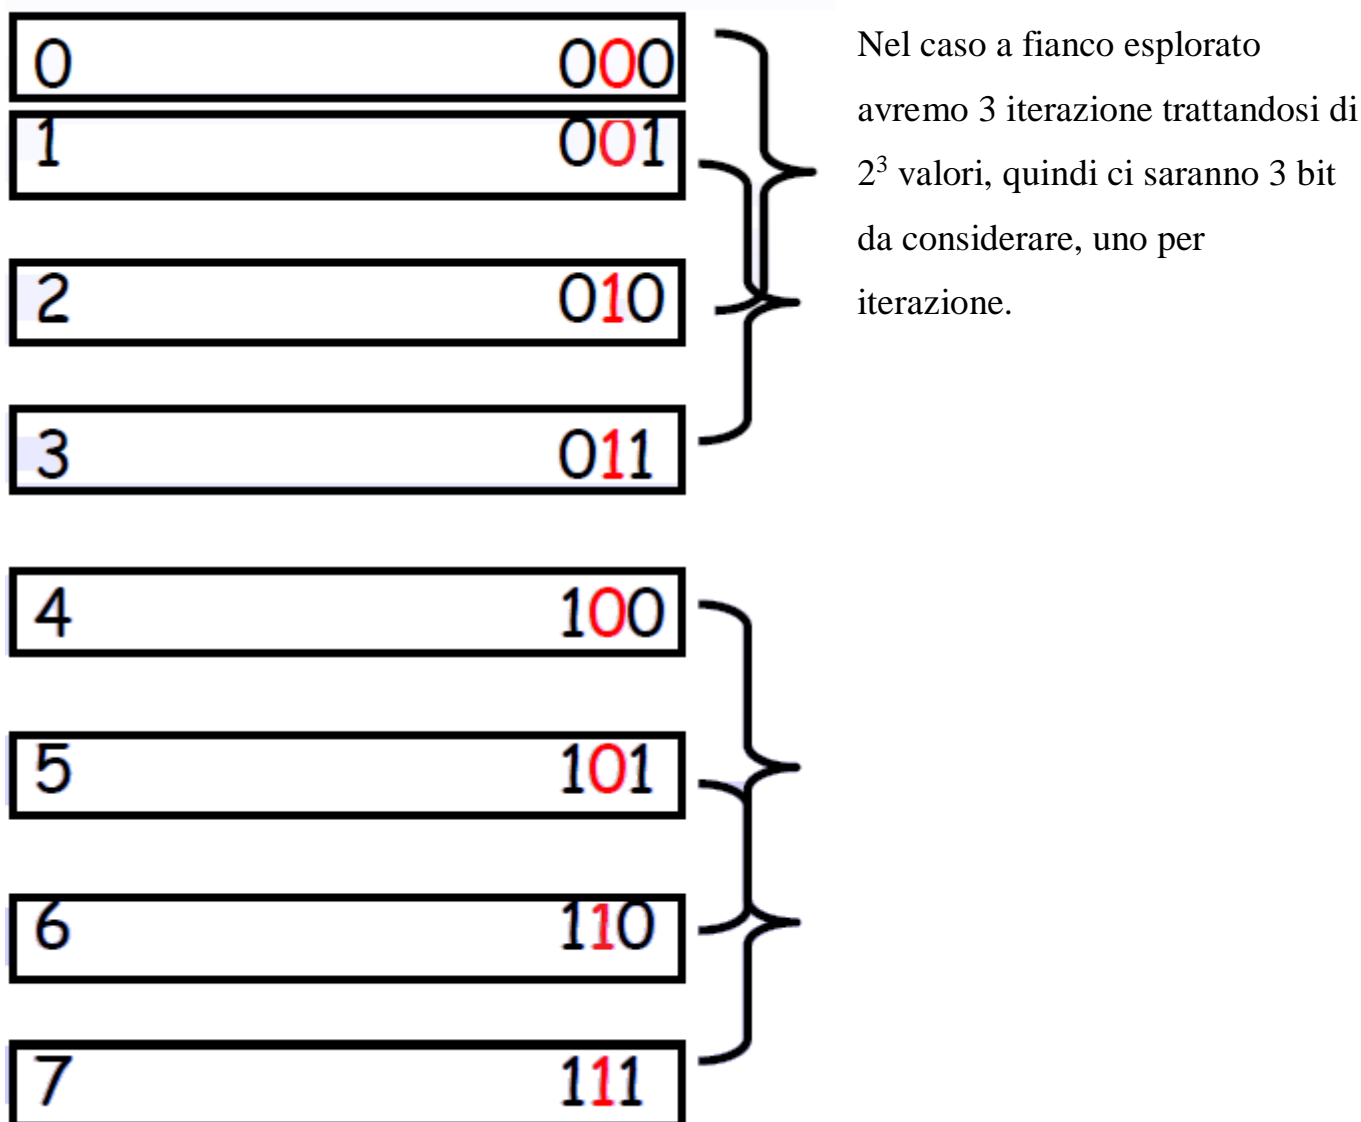 0 000
1 001
2 010
3 011
4 100
5 101
6 110
7 111
Nel caso a fianco esplorato
avremo 3 iterazione trattandosi di
2³ valori, quindi ci saranno 3 bit
da considerare, uno per
iterazione.